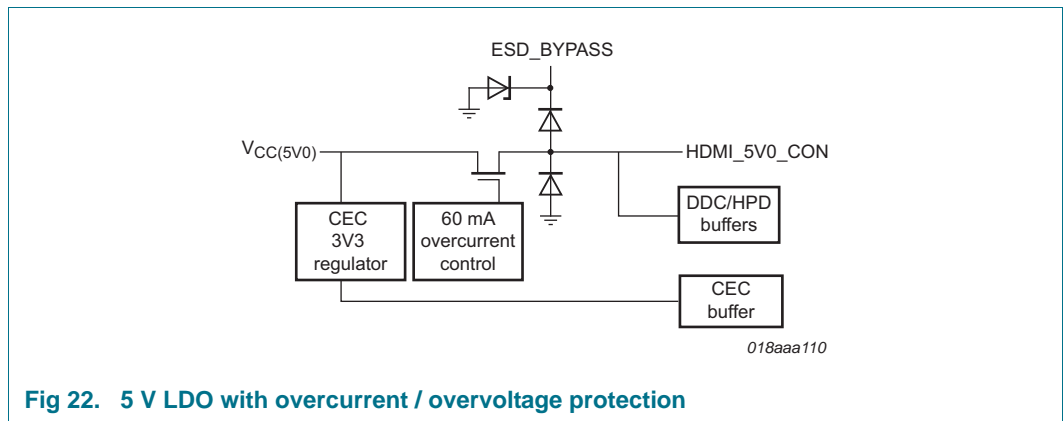 ESD_BYPASS
VCC(5V0)
HDMI_5V0_CON
CEC
3V3
regulator
60 mA
overcurrent
control
DDC/HPD
buffers
CEC
buffer
018aaa110
Fig 22. 5 V LDO with overcurrent / overvoltage protection